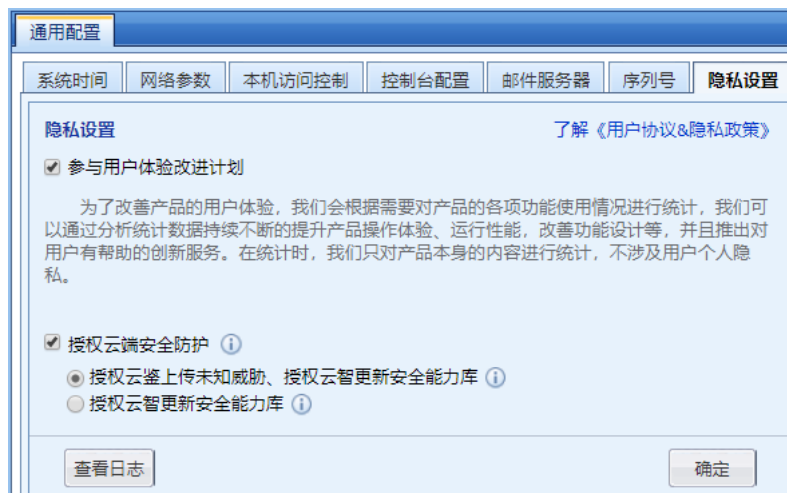 通用配置
系统时间 网络参数 本机访问控制 控制台配置 邮件服务器 序列号 隐私设置
隐私设置 了解《用户协议&隐私政策》
参与用户体验改进计划
为了改善产品的用户体验，我们会根据需要对产品的各项功能使用情况进行统计，我们可
以通过分析统计数据持续不断的提升产品操作体验、运行性能，改善功能设计等，并且推出对
用户有帮助的创新服务。在统计时，我们只对产品本身的内容进行统计，不涉及用户个人隐
私。
授权云端安全防护
授权云鉴上传未知威胁、授权云智更新安全能力库
授权云智更新安全能力库
查看日志 确定